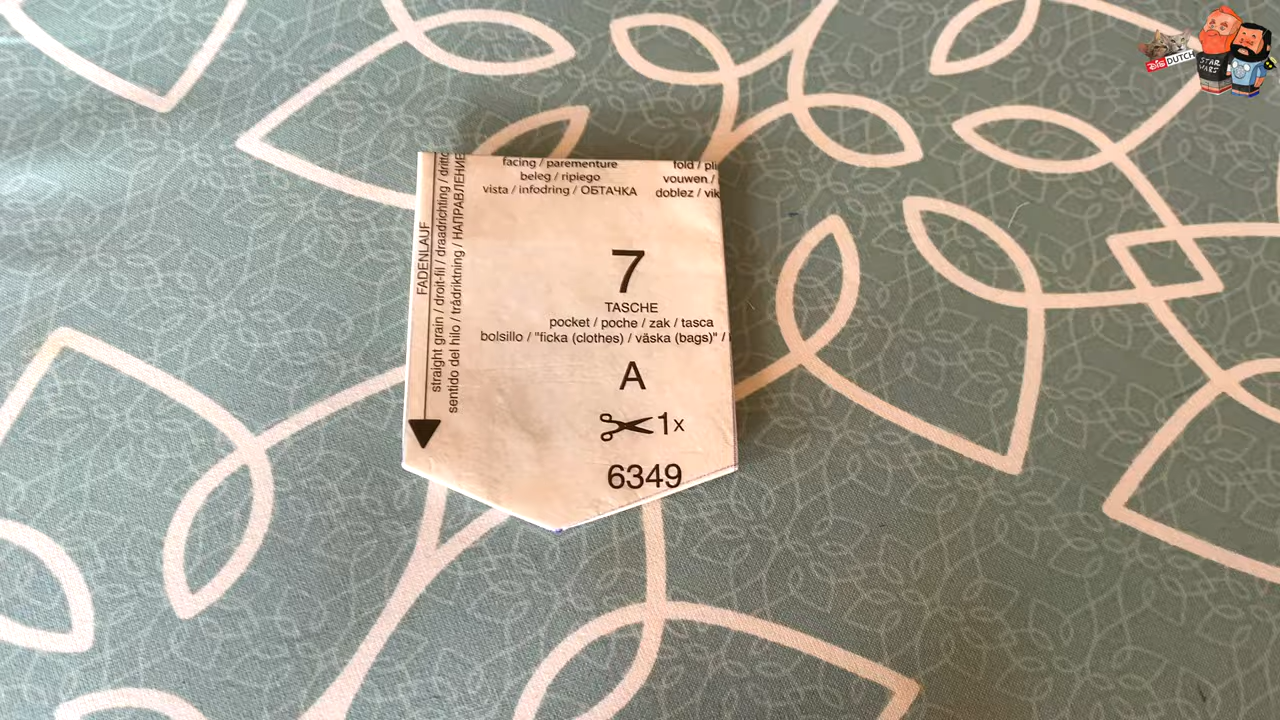 facing / parementure
beleg / ripiego
vista / infodring / ОБТАЧКА
fold /
vouwen /
doblez /
FADENLAUF
straight grain / droit-fil / draadrichting /
sentido del hilo / trådriktning / НАПРАВЛЕНИЕ
7
TASCHE
pocket / poche / zak / tasca
bolsillo / "ficka (clothes) / väska (bags)" /
A
1x
6349
DIS DUTCH
STAR WARS